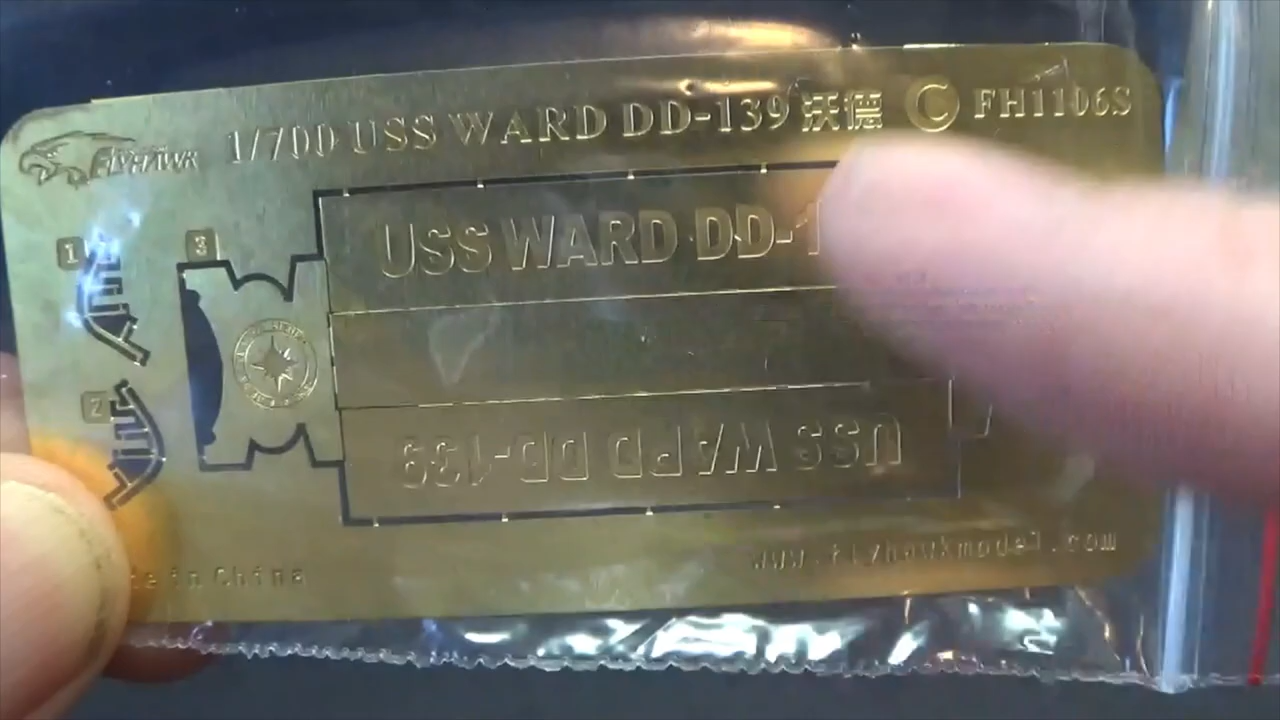 FLYHAWK 1/700 USS WARD DD-139 沃德 C FH1106S
1
3
USS WARD DD-1
2
USS WARD DD-139
in China
www.flyhawkmodel.com